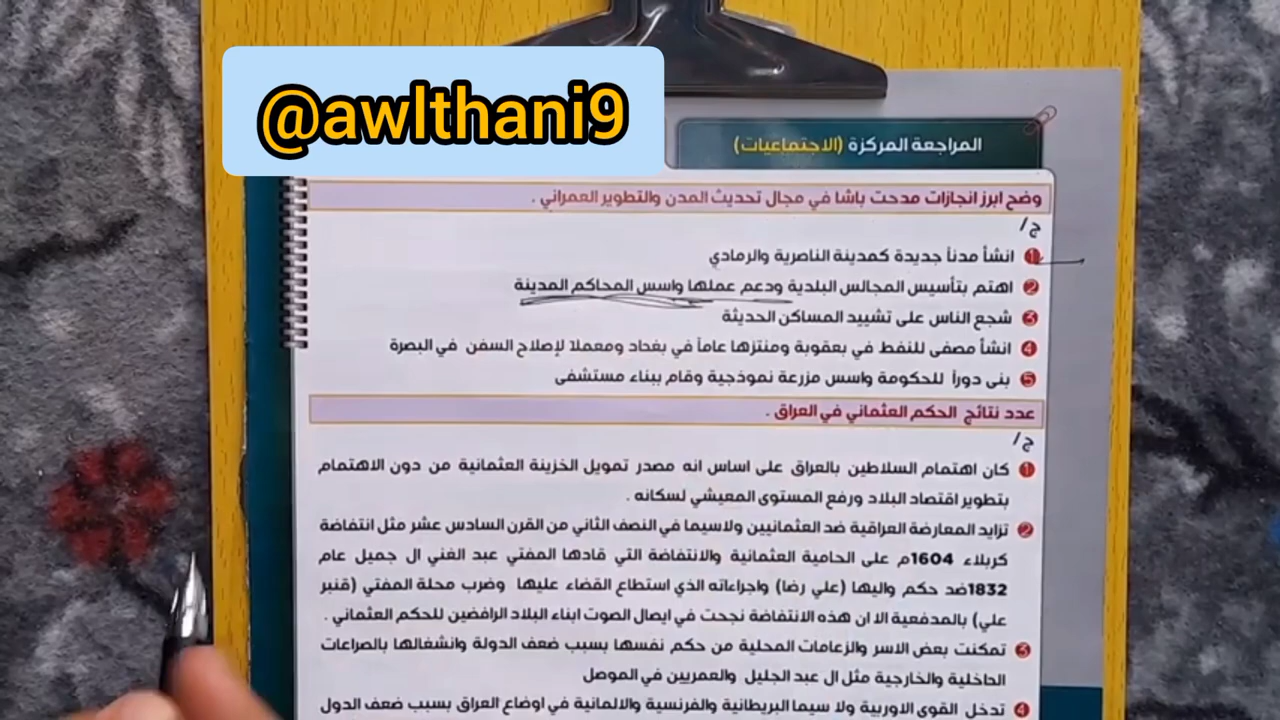 @awlthani9
المراجعة المركزة (الاجتماعيات)
وضح ابرز انجازات مدحت باشا في مجال تحديث المدن والتطوير العمراني .
ج/
1 انشأ مدناً جديدة كمدينة الناصرية والرمادي
2 اهتم بتأسيس المجالس البلدية ودعم عملها واسس المحاكم المدينة
3 شجع الناس على تشييد المساكن الحديثة
4 انشأ مصفى للنفط في بعقوبة ومنتزها عاماً في بغداد ومعملا لإصلاح السفن في البصرة
5 بنى دوراً للحكومة واسس مزرعة نموذجية وقام ببناء مستشفى
عدد نتائج الحكم العثماني في العراق .
ج/
1 كان اهتمام السلاطين بالعراق على اساس انه مصدر تمويل الخزينة العثمانية من دون الاهتمام
بتطوير اقتصاد البلاد ورفع المستوى المعيشي لسكانه .
2 تزايد المعارضة العراقية ضد العثمانيين ولاسيما في النصف الثاني من القرن السادس عشر مثل انتفاضة
كربلاء 1604م على الحامية العثمانية والانتفاضة التي قادها المفتي عبد الغني ال جميل عام
1832ضد حكم واليها (علي رضا) واجراءاته الذي استطاع القضاء عليها وضرب محلة المفتي (قنبر
علي) بالمدفعية الا ان هذه الانتفاضة نجحت في ايصال الصوت ابناء البلاد الرافضين للحكم العثماني .
3 تمكنت بعض الاسر والزعامات المحلية من حكم نفسها بسبب ضعف الدولة وانشغالها بالصراعات
الداخلية والخارجية مثل ال عبد الجليل والعمريين في الموصل
4 تدخل القوى الاوربية ولا سيما البريطانية والفرنسية والالمانية في اوضاع العراق بسبب ضعف الدول